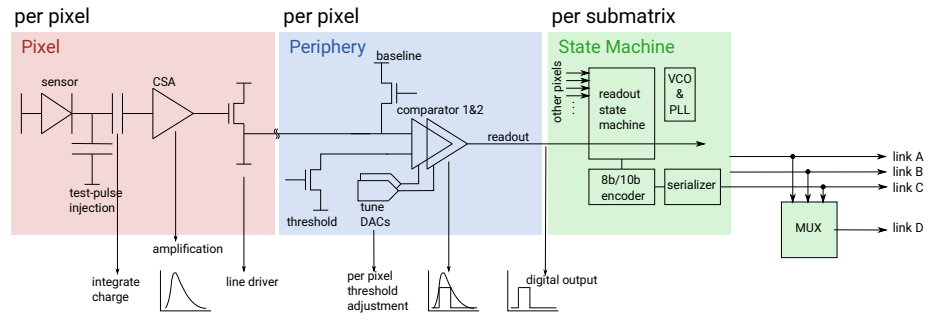 per pixel
per pixel
per submatrix
Pixel
Periphery
State Machine
sensor
CSA
test-pulse
injection
baseline
comparator 1&2
threshold
tune
DACs
readout
other pixels
...
readout
state
machine
VCO
&
PLL
8b/10b
encoder
serializer
link A
link B
link C
MUX
link D
integrate
charge
amplification
line driver
per pixel
threshold
adjustment
digital output